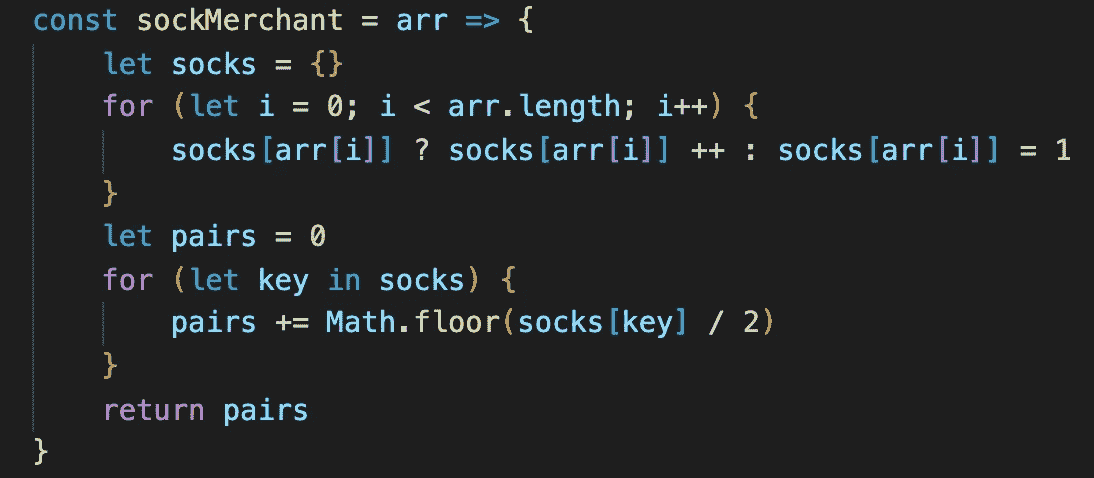 const sockMerchant = arr => {
    let socks = {}
    for (let i = 0; i < arr.length; i++) {
        socks[arr[i]] ? socks[arr[i]] ++ : socks[arr[i]] = 1
    }
    let pairs = 0
    for (let key in socks) {
        pairs += Math.floor(socks[key] / 2)
    }
    return pairs
}